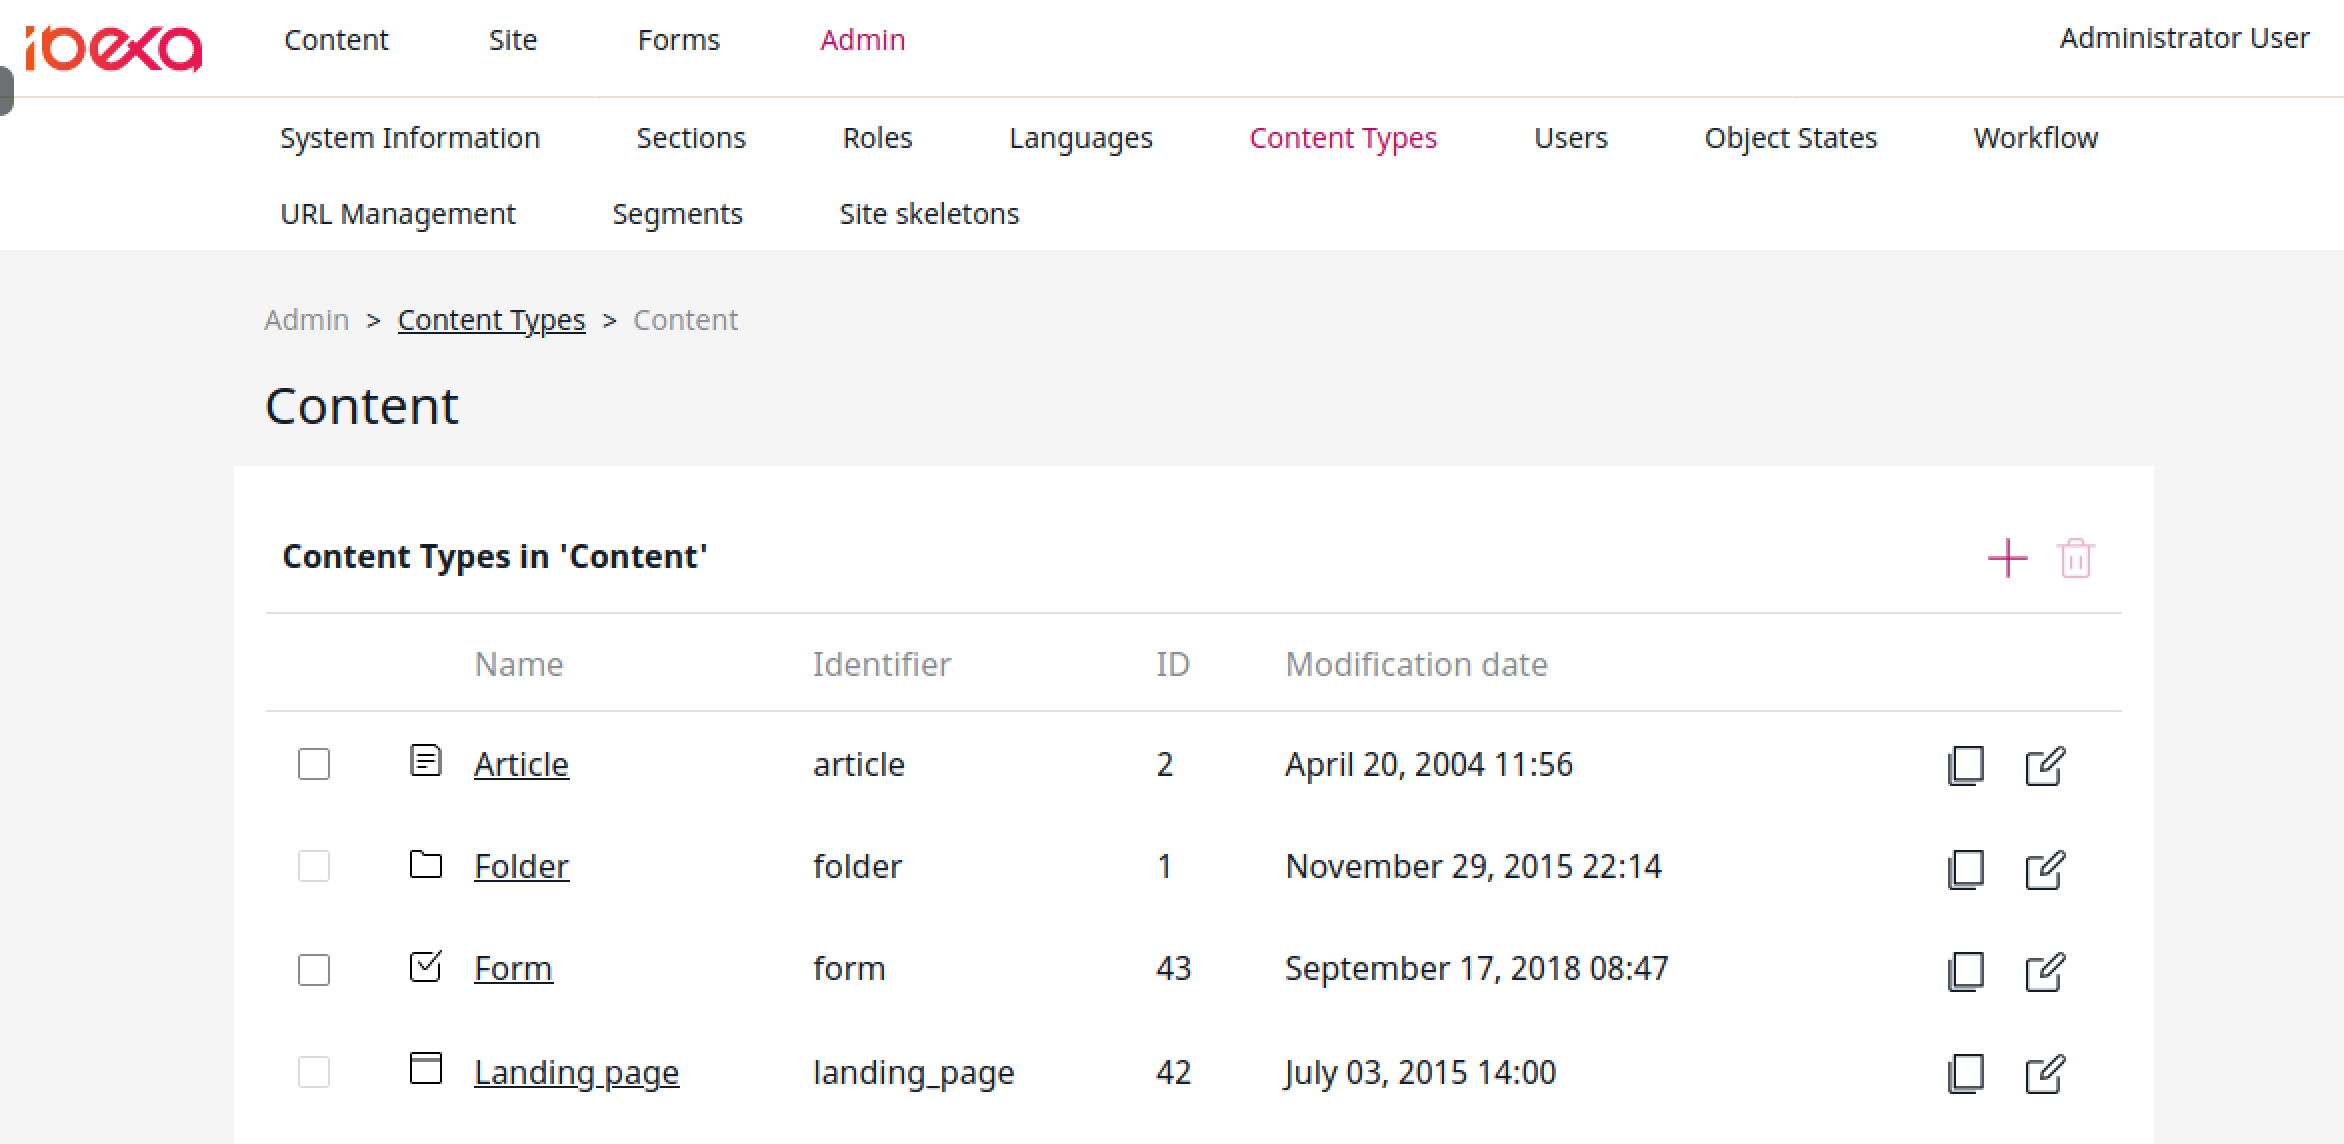 ibexa Content Site Forms Admin Administrator User
System Information Sections Roles Languages Content Types Users Object States Workflow
URL Management Segments Site skeletons
Admin > Content Types > Content
Content
Content Types in 'Content'
Name Identifier ID Modification date
Article article 2 April 20, 2004 11:56
Folder folder 1 November 29, 2015 22:14
Form form 43 September 17, 2018 08:47
Landing page landing_page 42 July 03, 2015 14:00